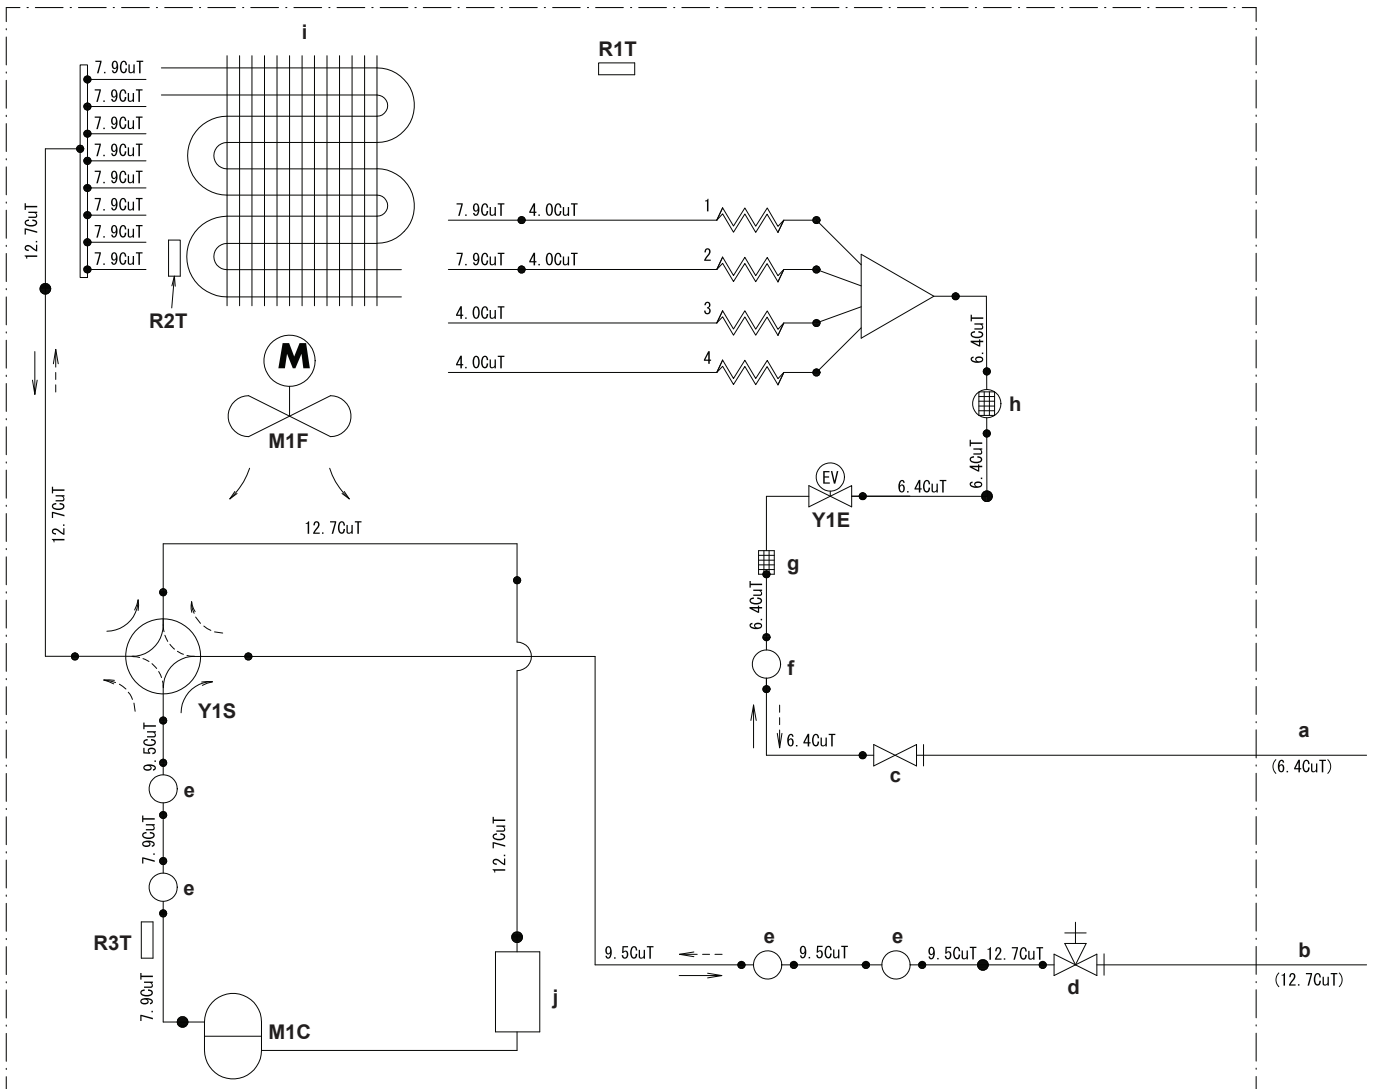 i
R1T
7.9CuT
7.9CuT
7.9CuT
7.9CuT
7.9CuT
7.9CuT
7.9CuT
7.9CuT
12.7CuT
R2T
7.9CuT 4.0CuT 1
7.9CuT 4.0CuT 2
4.0CuT 3
4.0CuT 4
6.4CuT
h
6.4CuT
M
M1F
EV
Y1E
6.4CuT
12.7CuT
12.7CuT
g
6.4CuT
f
Y1S
6.4CuT
c
a
(6.4CuT)
9.5CuT
e
7.9CuT
e
12.7CuT
R3T
7.9CuT
M1C
j
9.5CuT
e
9.5CuT
e
9.5CuT
12.7CuT
d
b
(12.7CuT)